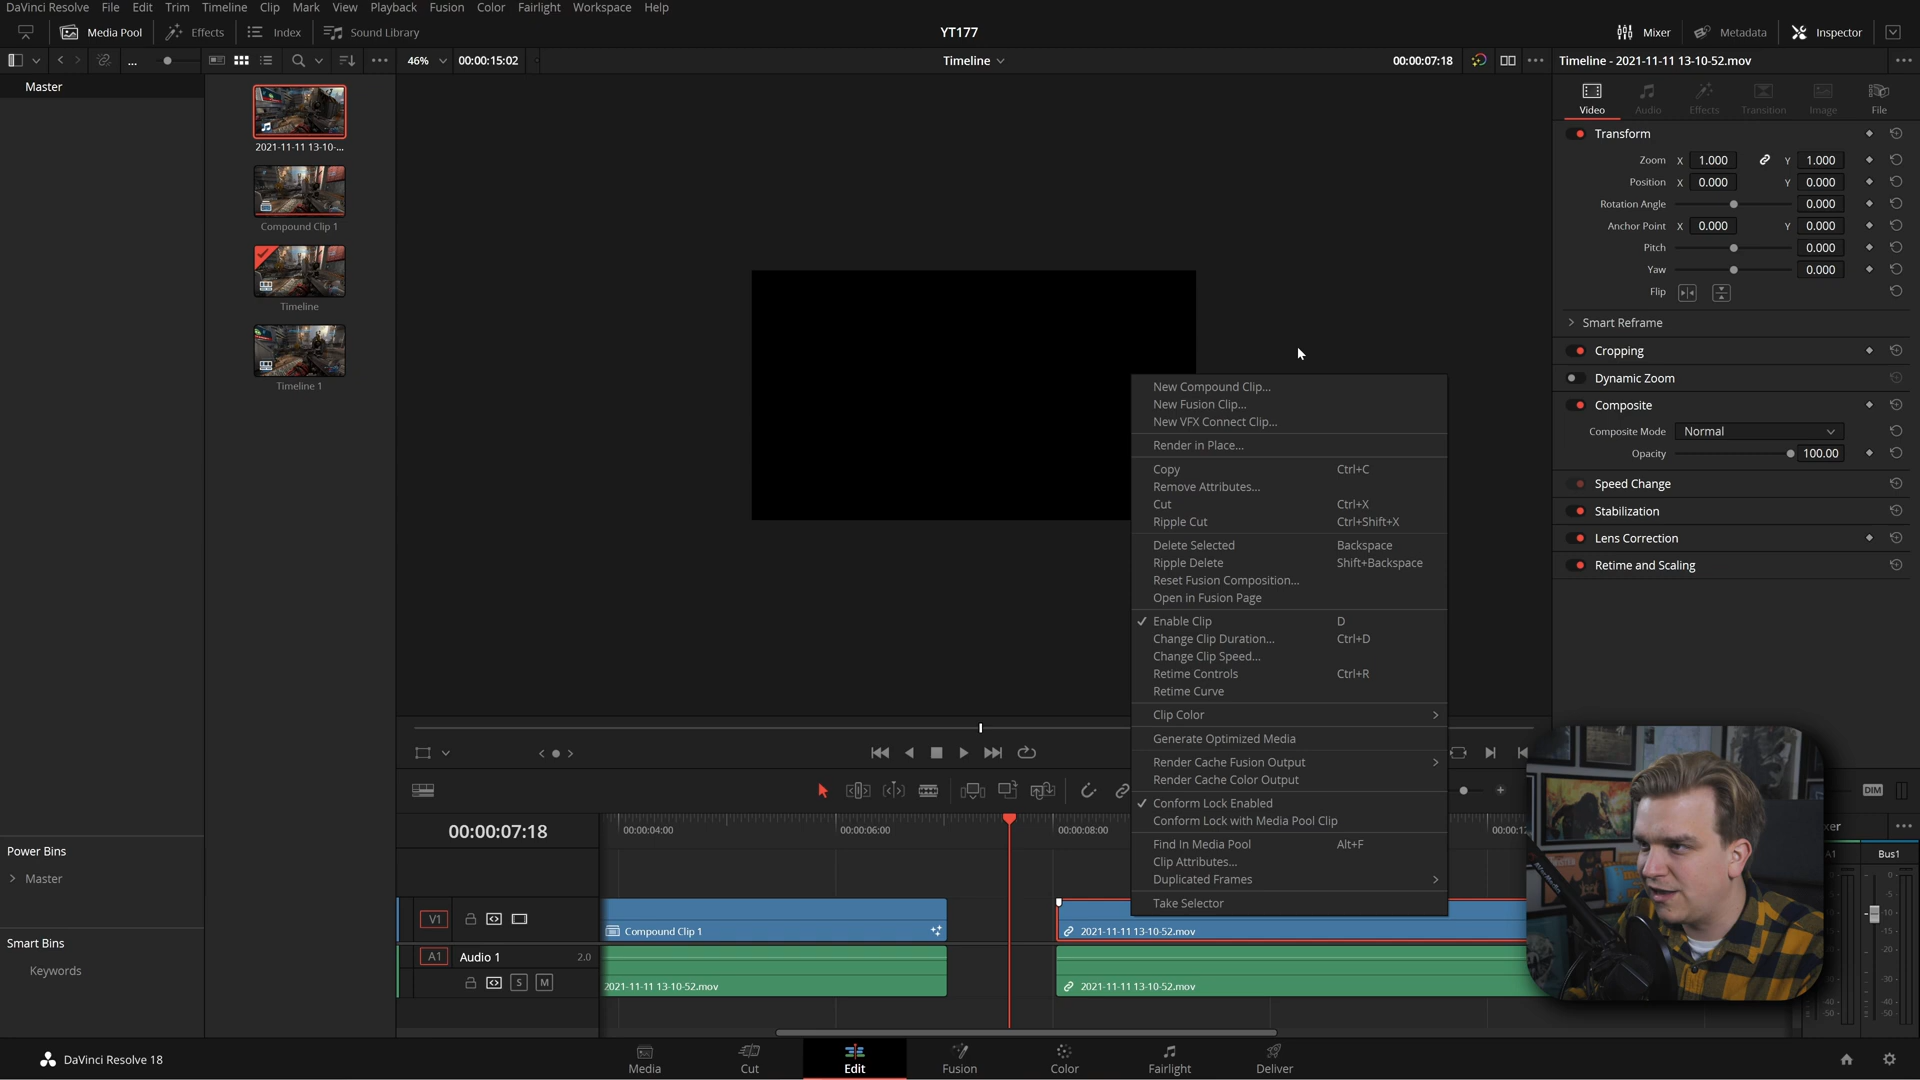 DaVinci Resolve File Edit Trim Timeline Clip Mark View Playback Fusion Color Fairlight Workspace Help
Media Pool Effects Index Sound Library YT177 Mixer Metadata Inspector
... 46% 00:00:15:02 Timeline 00:00:07:18 Timeline - 2021-11-11 13-10-52.mov
Master
2021-11-11 13-10-...
Compound Clip 1
Timeline
Timeline 1
Video Audio Effects Transition Image File
Transform
Zoom X 1.000 Y 1.000
Position X 0.000 Y 0.000
Rotation Angle 0.000
Anchor Point X 0.000 Y 0.000
Pitch 0.000
Yaw 0.000
Flip
Smart Reframe
Cropping
Dynamic Zoom
Composite
Composite Mode Normal
Opacity 100.00
Speed Change
Stabilization
Lens Correction
Retime and Scaling
New Compound Clip...
New Fusion Clip...
New VFX Connect Clip...
Render in Place...
Copy Ctrl+C
Remove Attributes...
Cut Ctrl+X
Ripple Cut Ctrl+Shift+X
Delete Selected Backspace
Ripple Delete Shift+Backspace
Reset Fusion Composition...
Open in Fusion Page
Enable Clip D
Change Clip Duration... Ctrl+D
Change Clip Speed...
Retime Controls Ctrl+R
Retime Curve
Clip Color
Generate Optimized Media
Render Cache Fusion Output
Render Cache Color Output
Conform Lock Enabled
Conform Lock with Media Pool Clip
Find In Media Pool Alt+F
Clip Attributes...
Duplicated Frames
Take Selector
DIM
00:00:07:18 00:00:04:00 00:00:06:00 00:00:08:00 00:00:12
Power Bins
Master
Smart Bins
Keywords
V1 Compound Clip 1 2021-11-11 13-10-52.mov
A1 Audio 1 2.0
S M 2021-11-11 13-10-52.mov 2021-11-11 13-10-52.mov
A1 Bus1
DaVinci Resolve 18 Media Cut Edit Fusion Color Fairlight Deliver